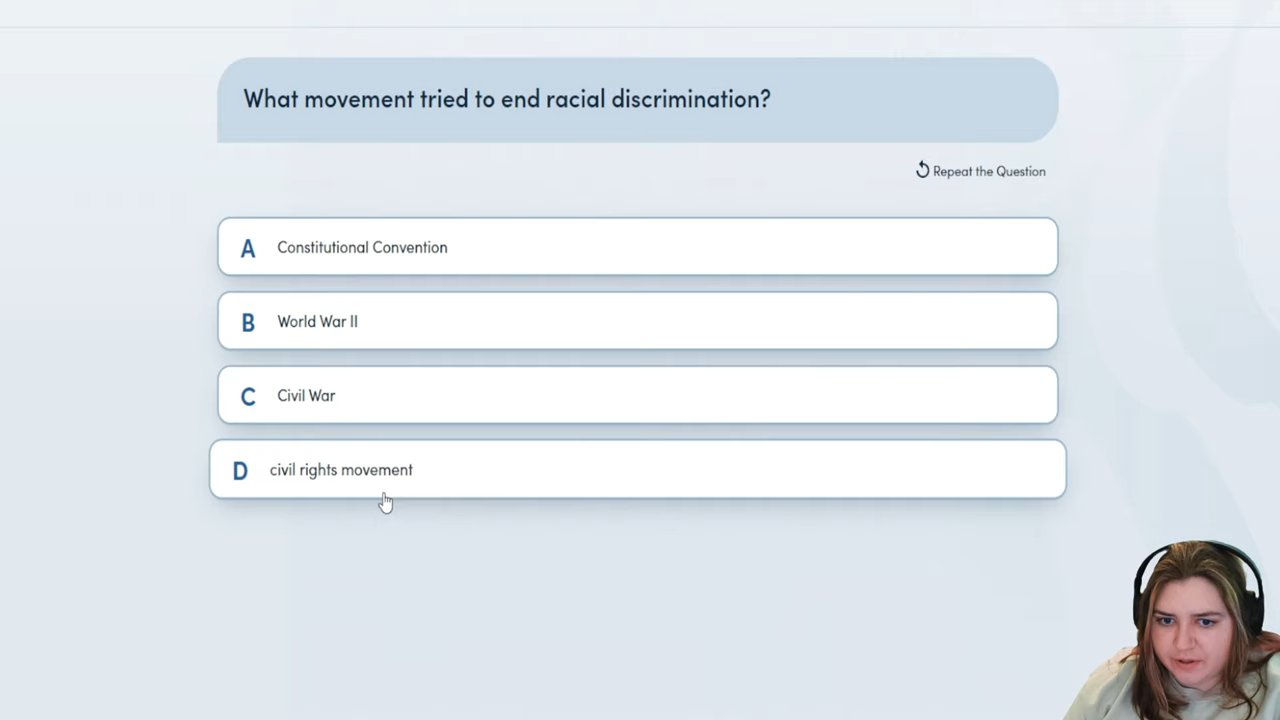 What movement tried to end racial discrimination?
Repeat the Question
A Constitutional Convention
B World War II
C Civil War
D civil rights movement